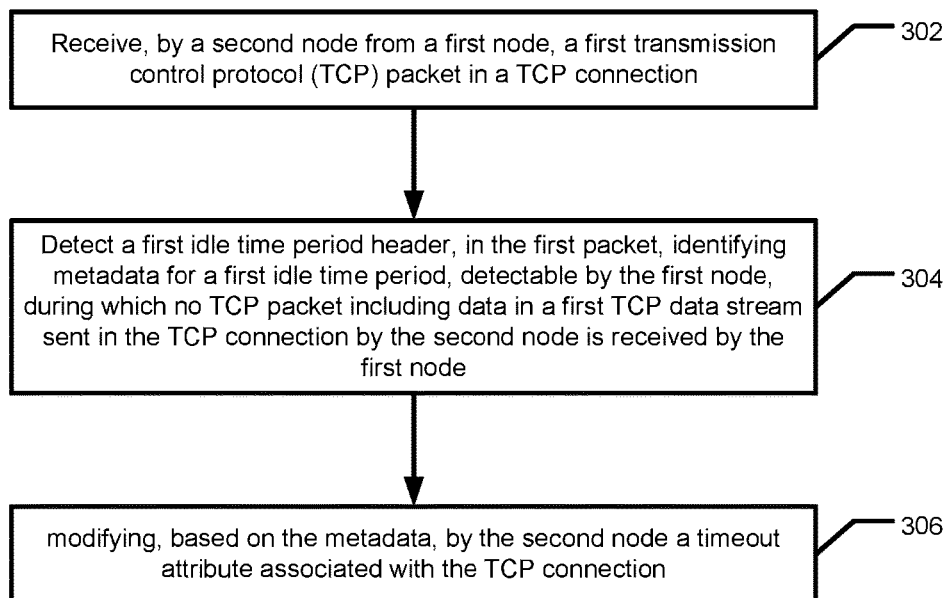 Receive, by a second node from a first node, a first transmission
control protocol (TCP) packet in a TCP connection
302
Detect a first idle time period header, in the first packet, identifying
metadata for a first idle time period, detectable by the first node,
during which no TCP packet including data in a first TCP data stream
sent in the TCP connection by the second node is received by the
first node
304
modifying, based on the metadata, by the second node a timeout
attribute associated with the TCP connection
306